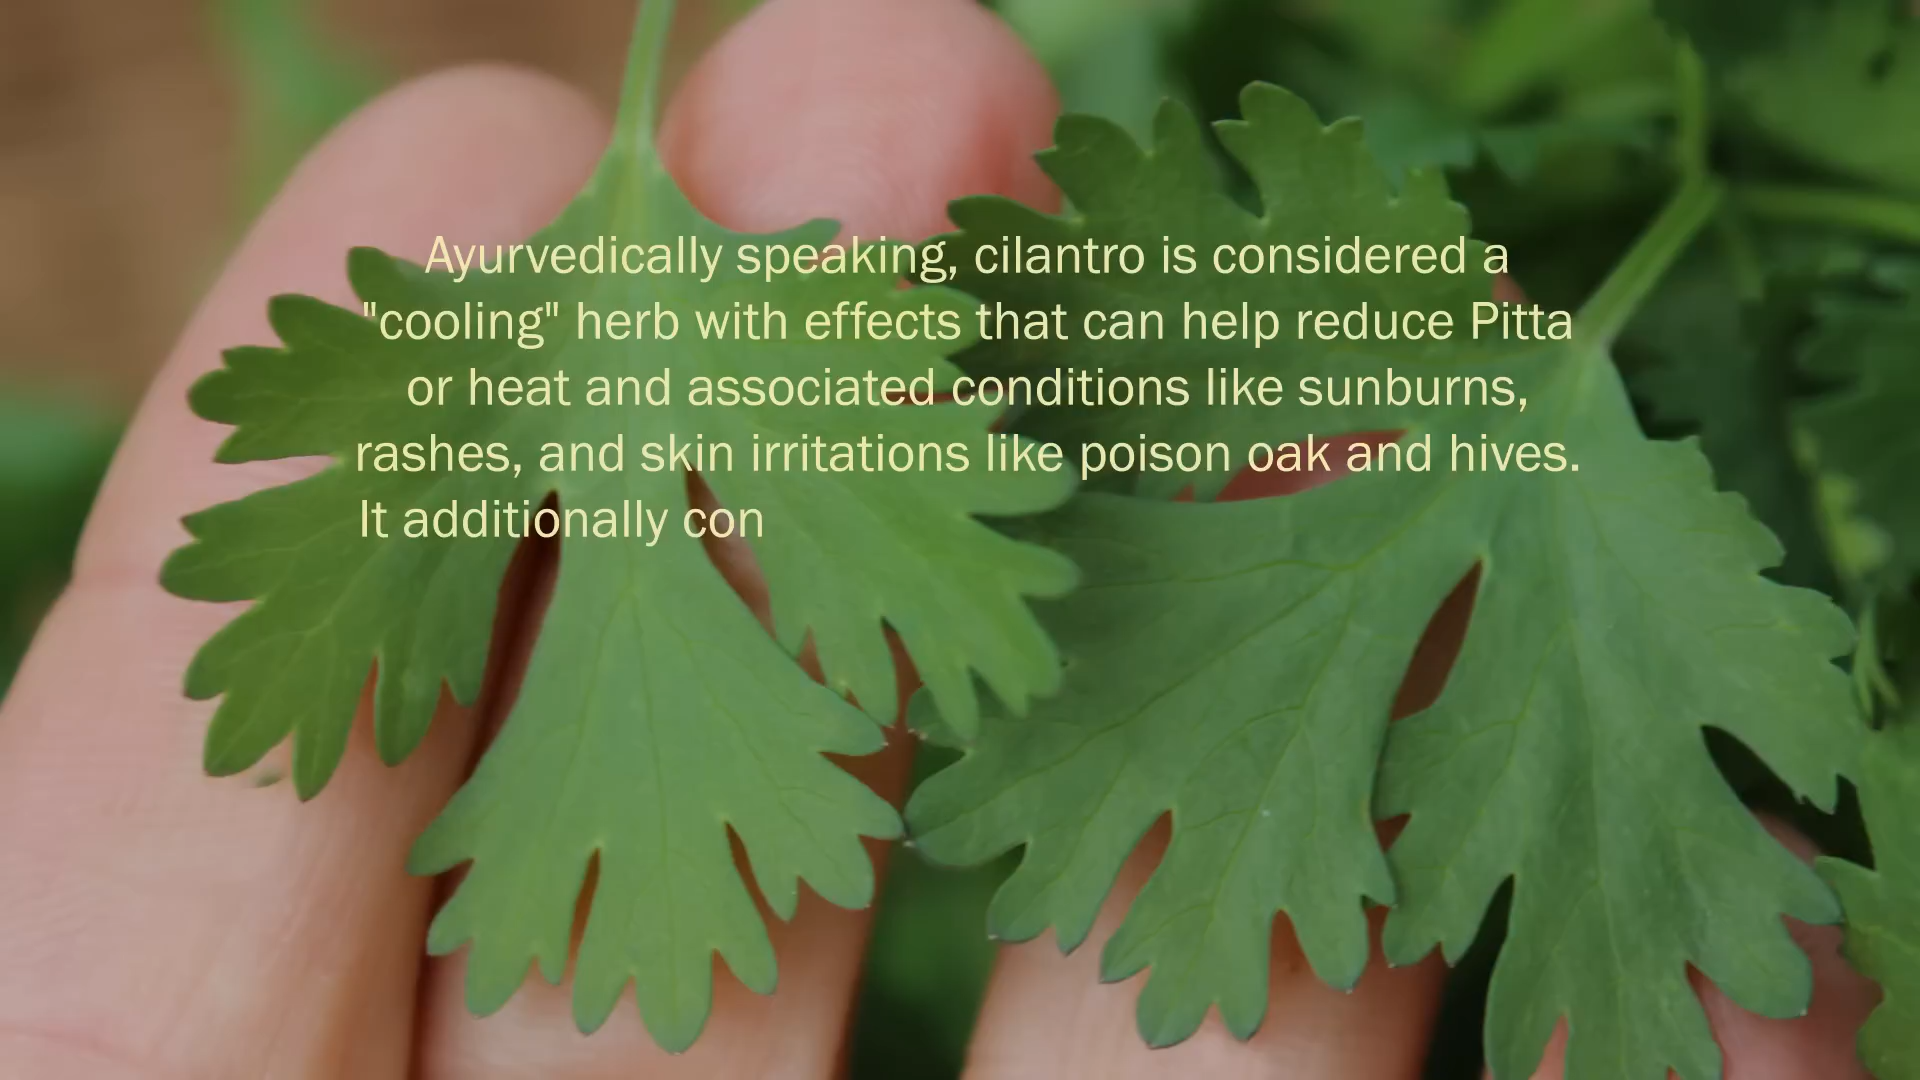 Ayurvedically speaking, cilantro is considered a
"cooling" herb with effects that can help reduce Pitta
or heat and associated conditions like sunburns,
rashes, and skin irritations like poison oak and hives.
It additionally con